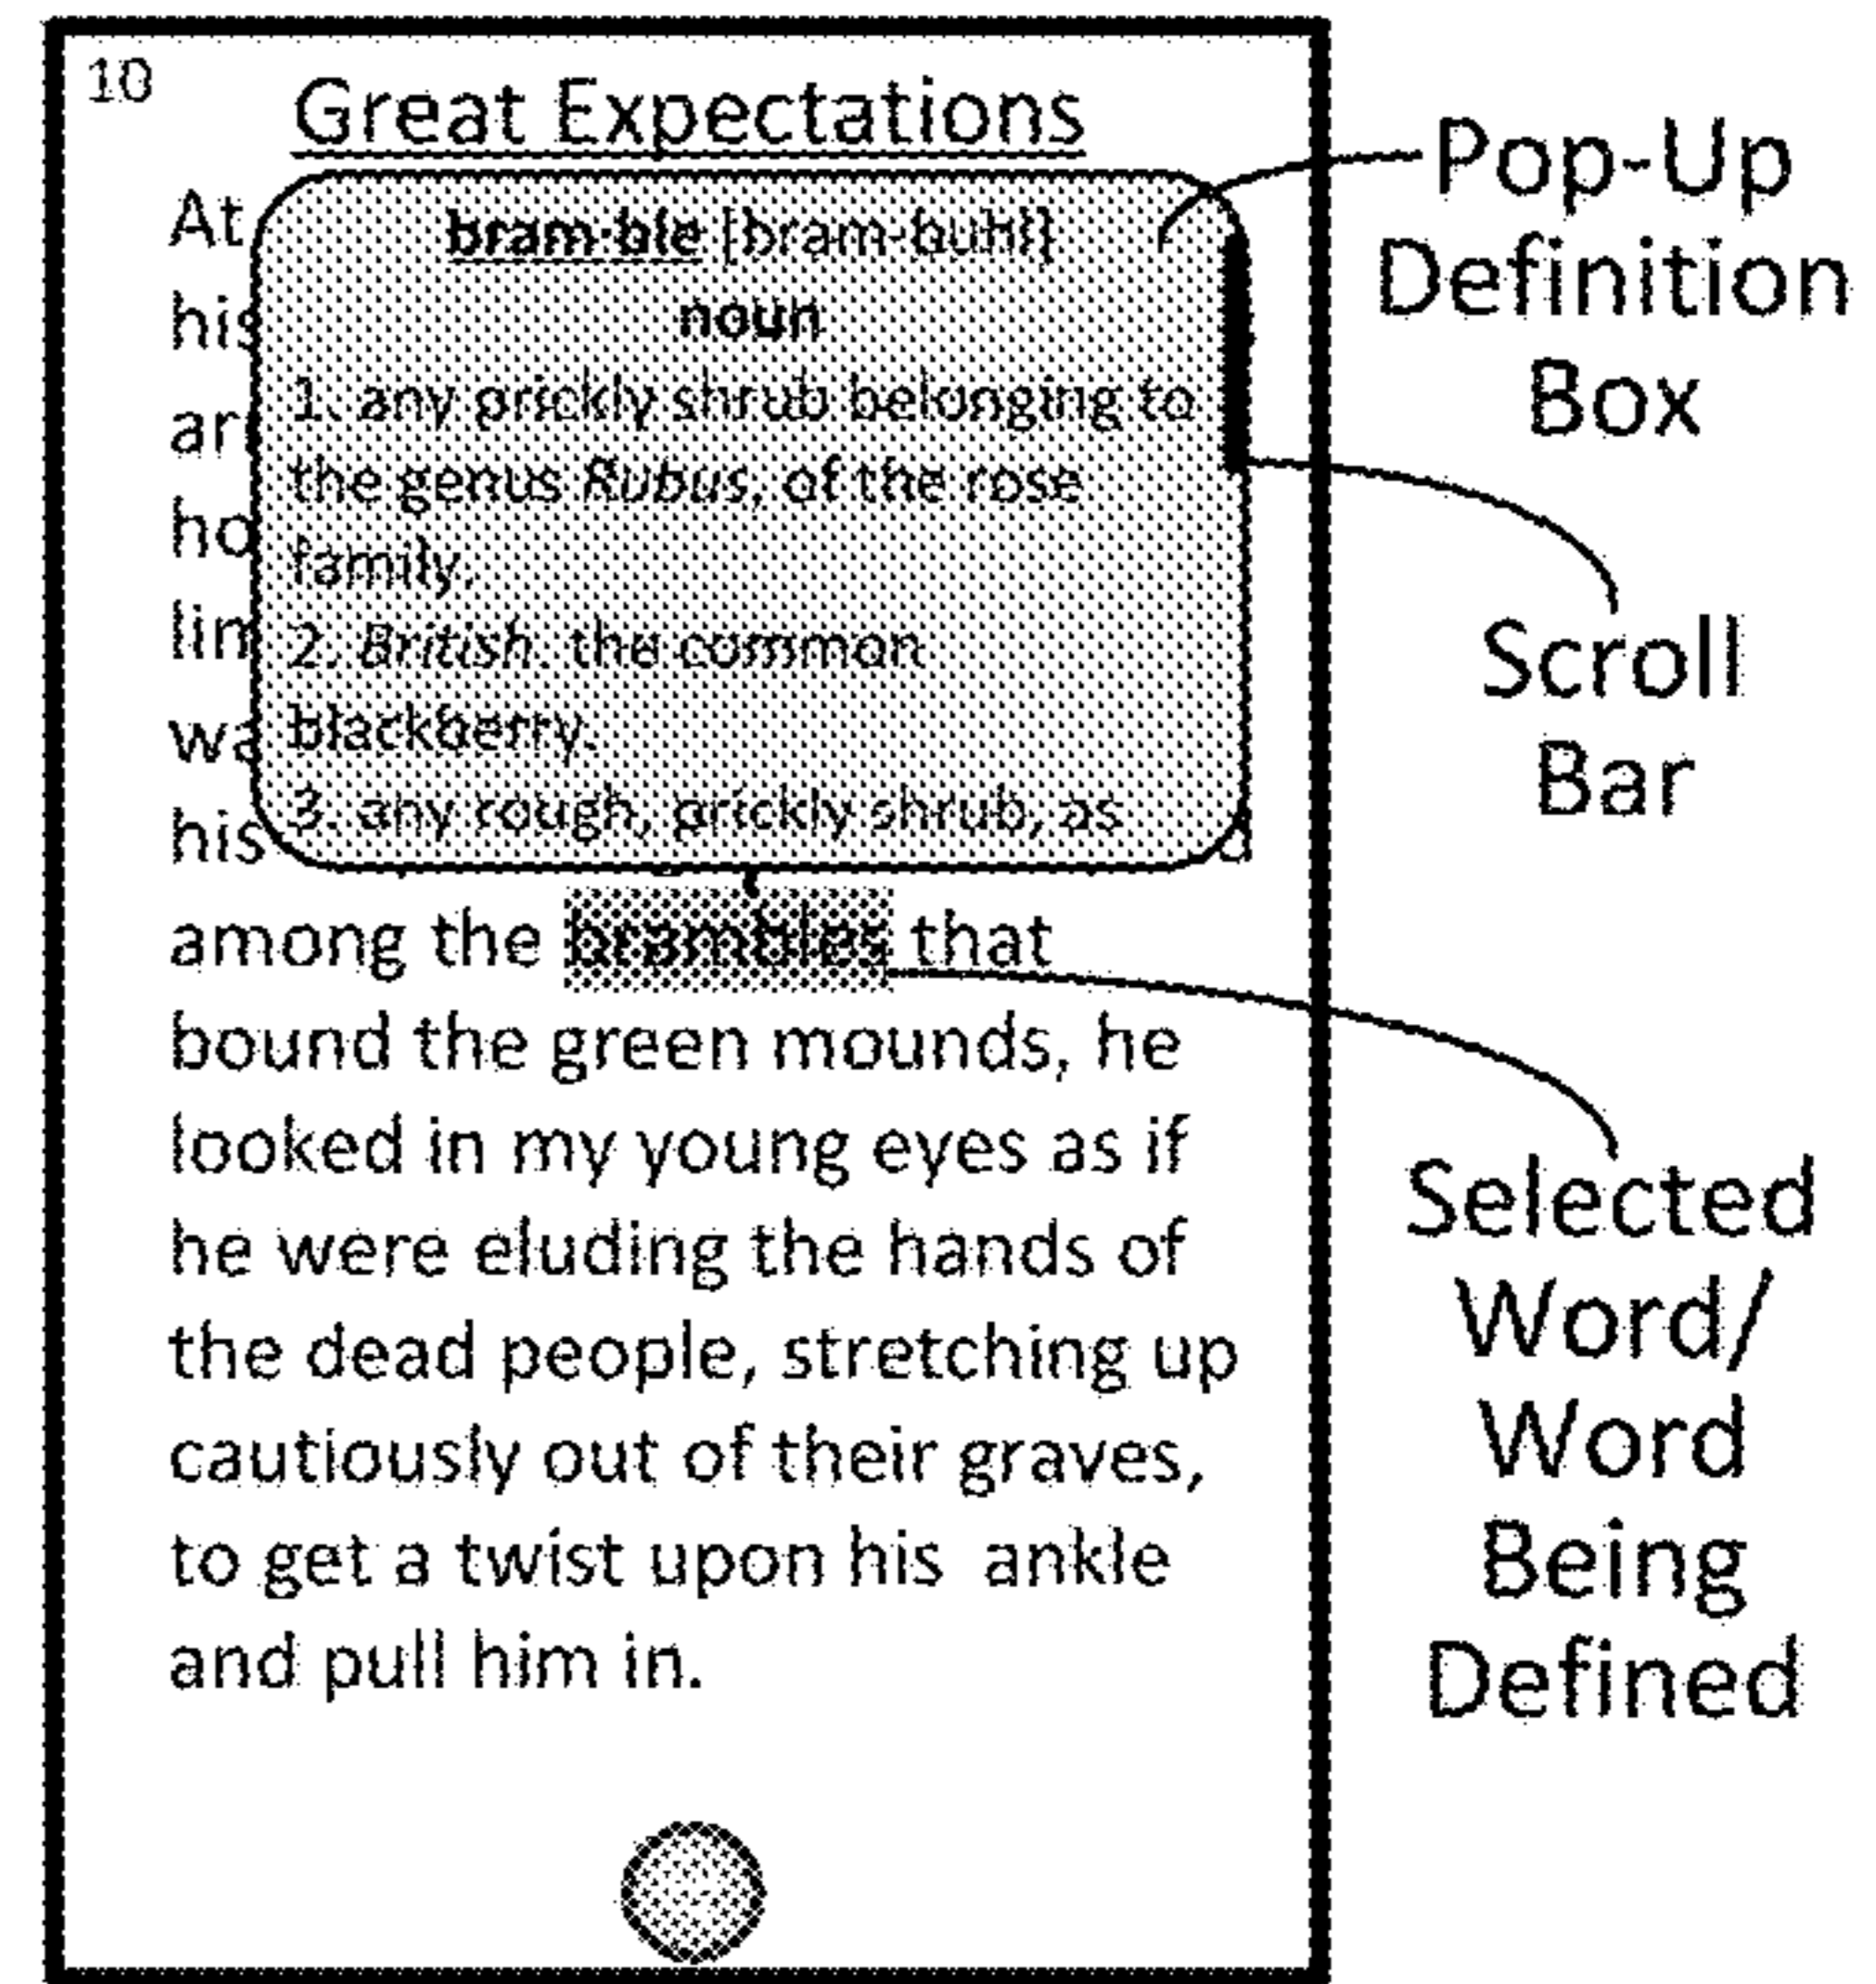 10
Great Expectations
At
his
bram·ble [bram-buhl]
noun
1. any prickly shrub belonging to
the genus Rubus, of the rose
family.
2. British. the common
blackberry.
3. any rough, prickly shrub, as
his
among the brambles that
bound the green mounds, he
looked in my young eyes as if
he were eluding the hands of
the dead people, stretching up
cautiously out of their graves,
to get a twist upon his ankle
and pull him in.
Pop-Up
Definition
Box
Scroll
Bar
Selected
Word/
Word
Being
Defined